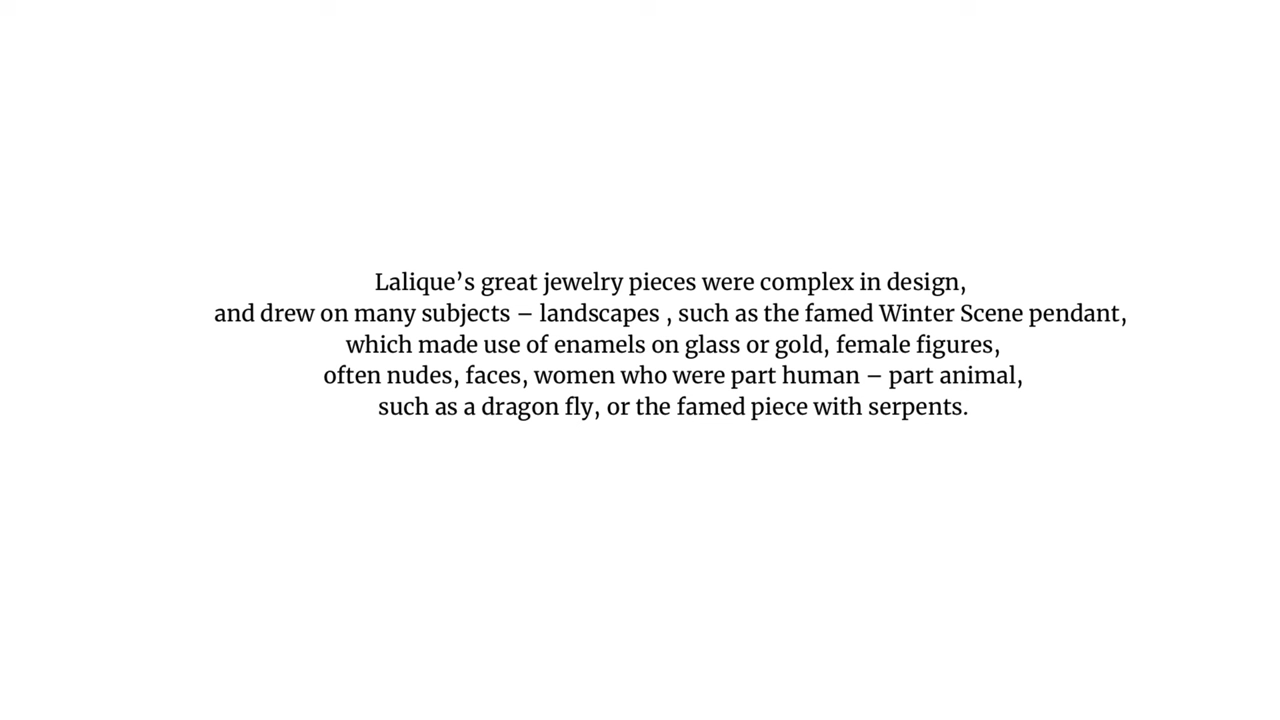 Lalique’s great jewelry pieces were complex in design,
and drew on many subjects – landscapes , such as the famed Winter Scene pendant,
which made use of enamels on glass or gold, female figures,
often nudes, faces, women who were part human – part animal,
such as a dragon fly, or the famed piece with serpents.